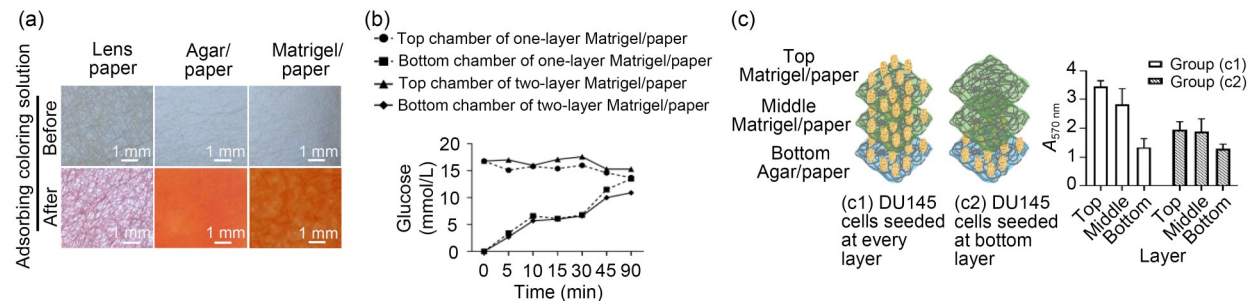 (a)
Lens
paper
Agar/
paper
Matrigel/
paper
Adsorbing coloring solution
Before
After
1 mm
1 mm
1 mm
1 mm
1 mm
1 mm
(b)
Top chamber of one-layer Matrigel/paper
Bottom chamber of one-layer Matrigel/paper
Top chamber of two-layer Matrigel/paper
Bottom chamber of two-layer Matrigel/paper
Glucose
(mmol/L)
20
15
10
5
0
0 5 10 15 30 45 90
Time (min)
(c)
Top
Matrigel/paper
Middle
Matrigel/paper
Bottom
Agar/paper
(c1) DU145
cells seeded
at every
layer
(c2) DU145
cells seeded
at bottom
layer
A570 nm
5
4
3
2
1
0
Group (c1)
Group (c2)
Top
Middle
Bottom
Top
Middle
Bottom
Layer